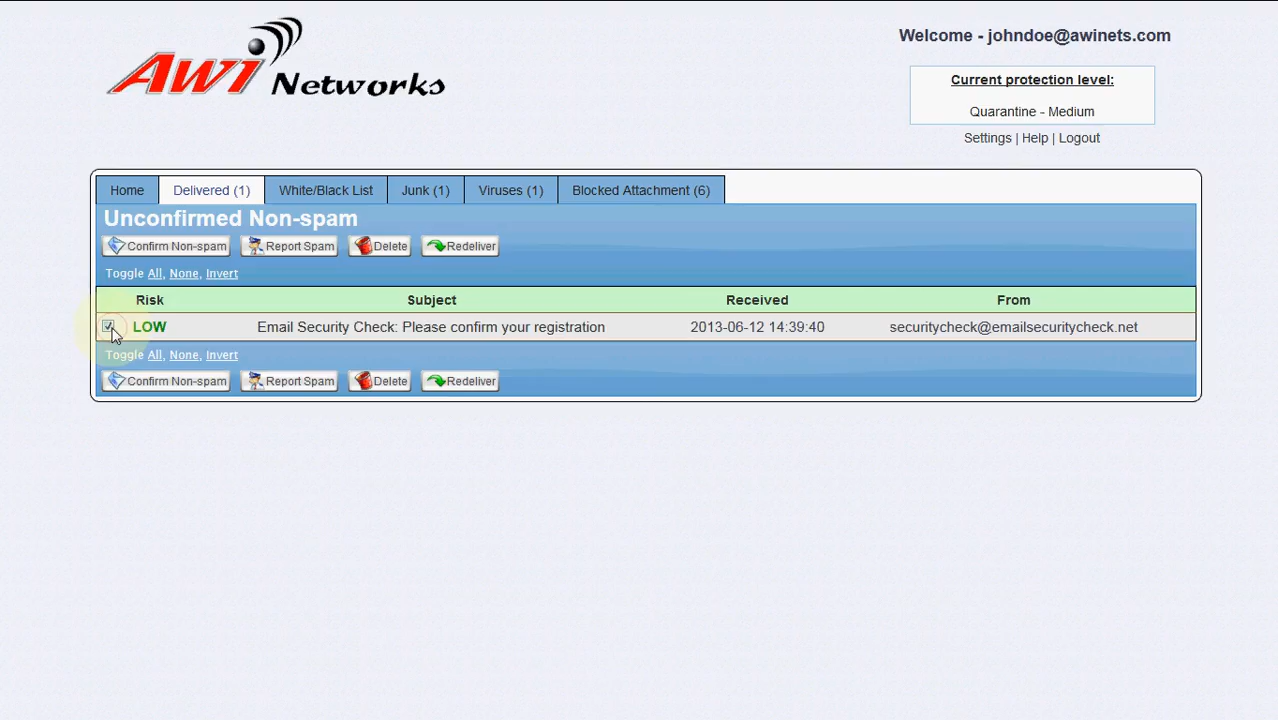 Awi Networks
Welcome - johndoe@awinets.com
Current protection level:
Quarantine - Medium
Settings | Help | Logout
Home Delivered (1) White/Black List Junk (1) Viruses (1) Blocked Attachment (6)
Unconfirmed Non-spam
Confirm Non-spam Report Spam Delete Redeliver
Toggle All, None, Invert
Risk Subject Received From
LOW Email Security Check: Please confirm your registration 2013-06-12 14:39:40 securitycheck@emailsecuritycheck.net
Toggle All, None, Invert
Confirm Non-spam Report Spam Delete Redeliver